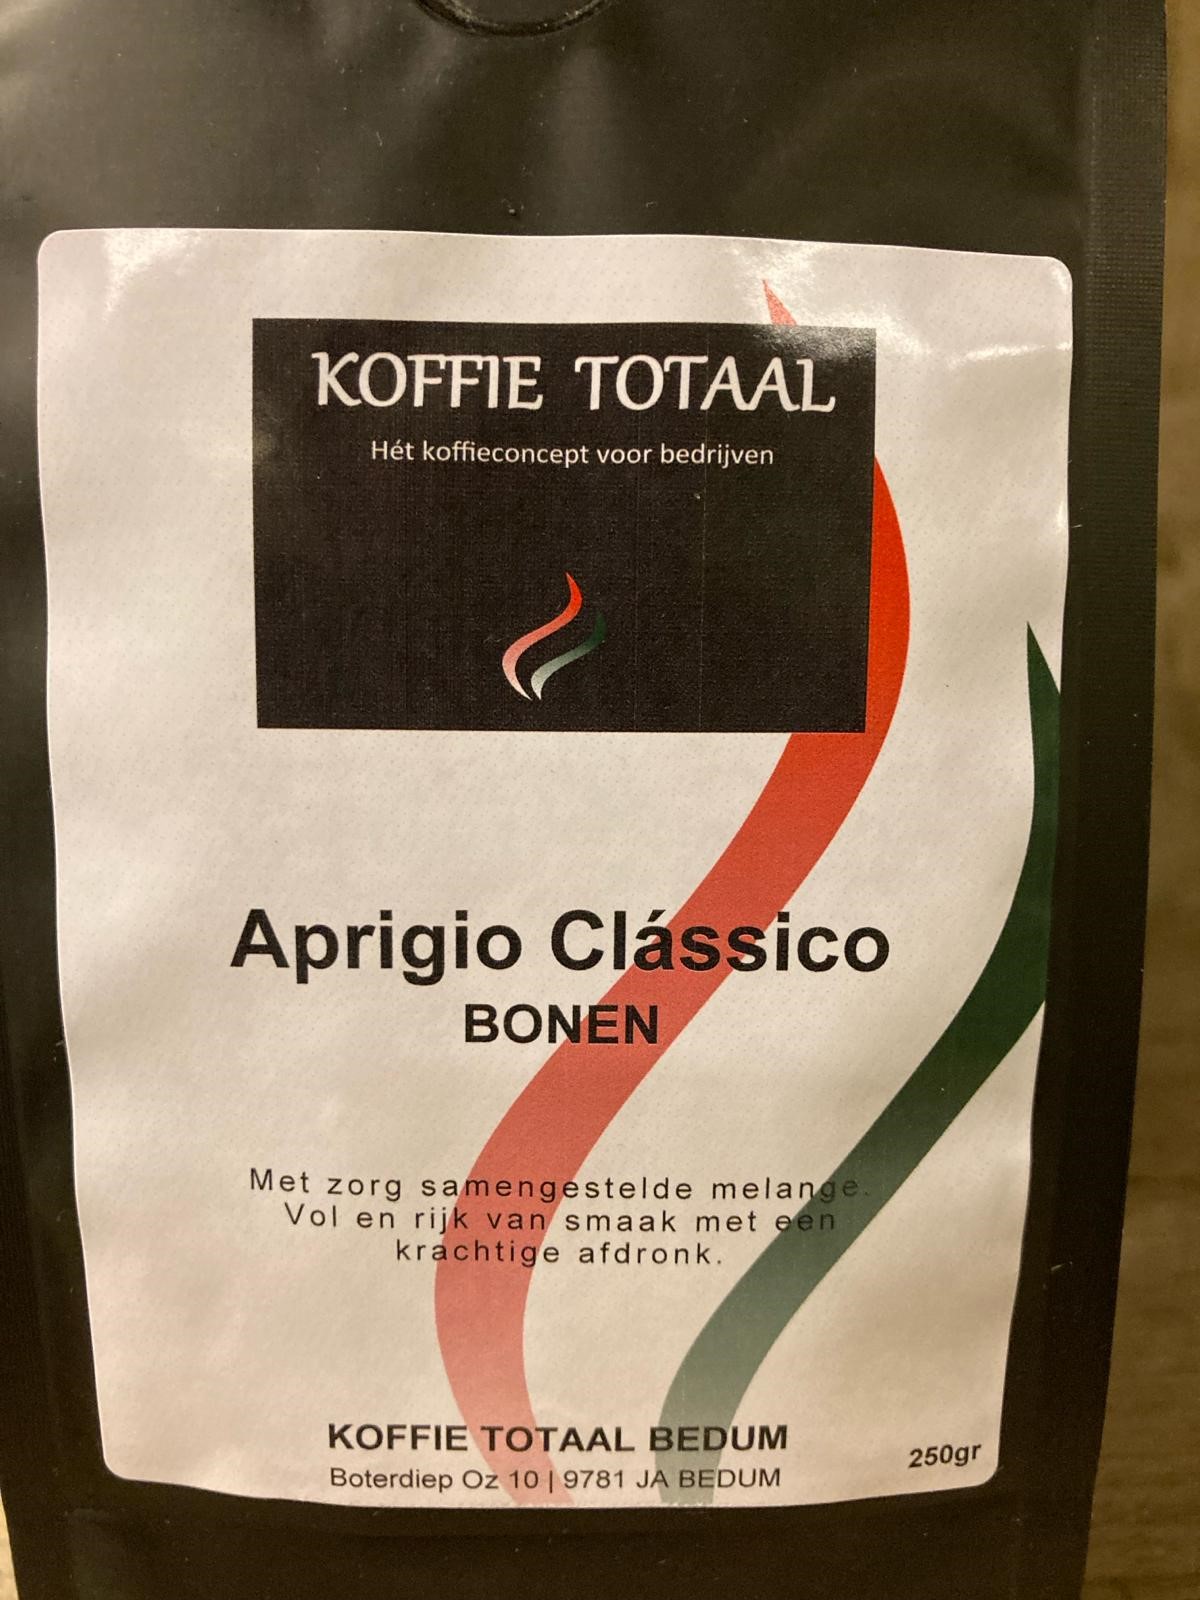 KOFFIE TOTAAL
Hét koffieconcept voor bedrijven
Aprigio Clássico
BONEN
Met zorg samengestelde melange.
Vol en rijk van smaak met een
krachtige afdronk.
KOFFIE TOTAAL BEDUM
Boterdiep Oz 10 | 9781 JA BEDUM
250gr